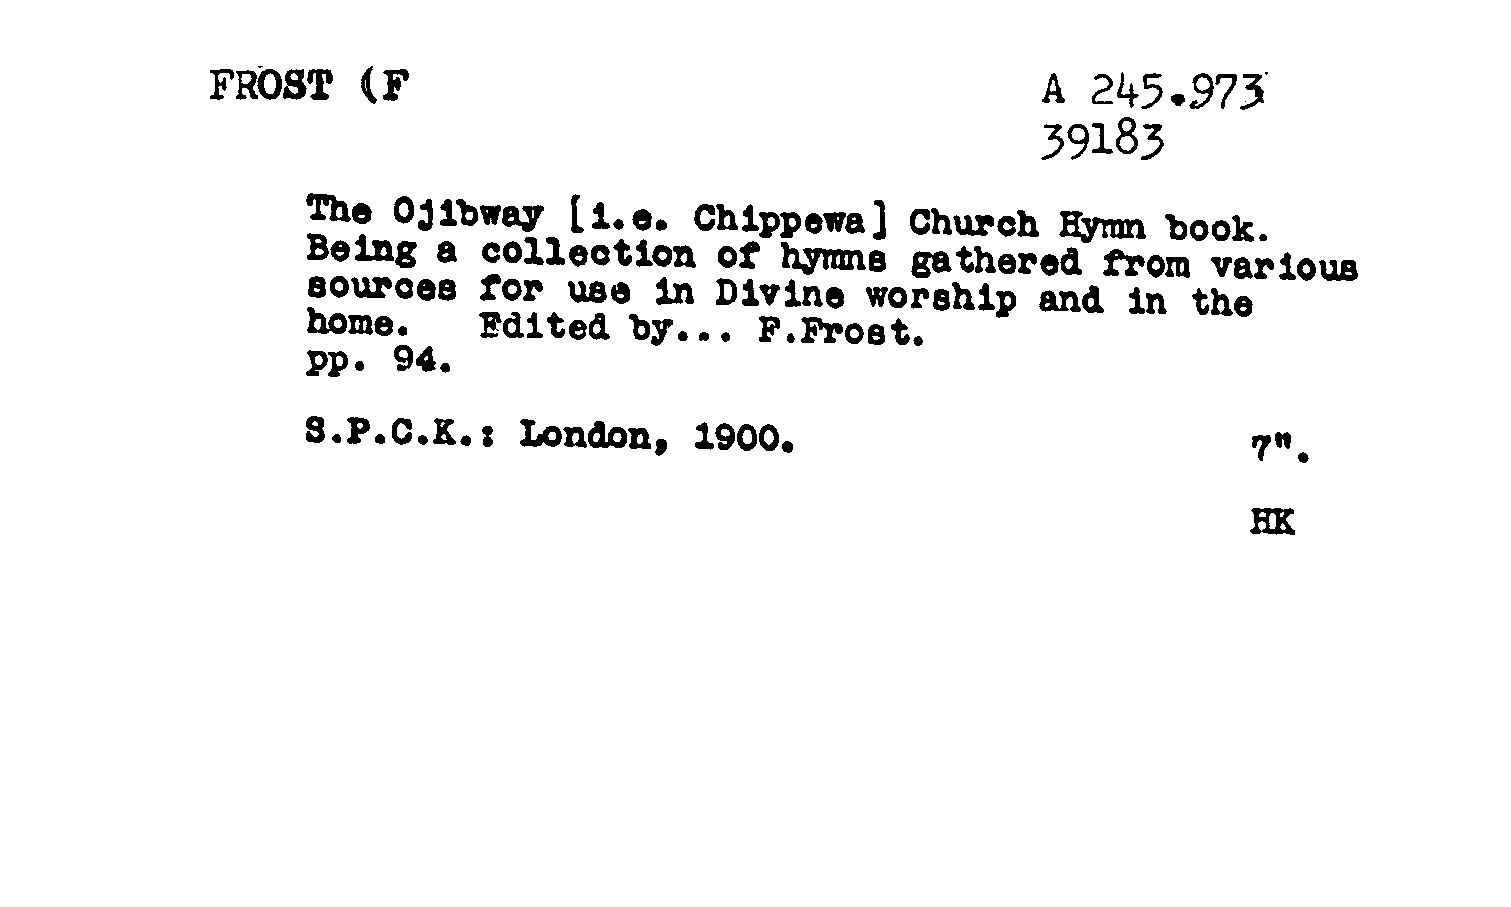 FROST (F
A 245.973
39183
The Ojibway [i.e. Chippewa] Church Hymn book.
Being a collection of hymns gathered from various
sources for use in Divine worship and in the
home. Edited by... F.Frost.
pp. 94.
S.P.C.K.: London, 1900.
7".
HK